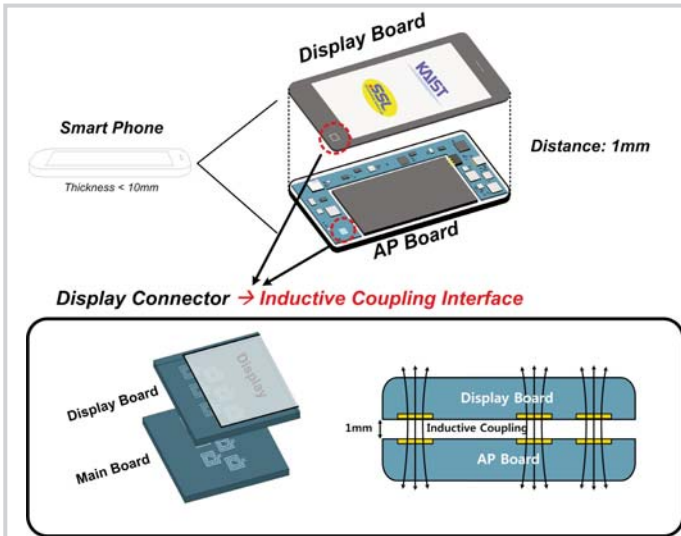 Display Board
SSL
KAIST
Smart Phone
Thickness < 10mm
Distance: 1mm
AP Board
Display Connector → Inductive Coupling Interface
Display
Display Board
Main Board
Display Board
1mm
Inductive Coupling
AP Board